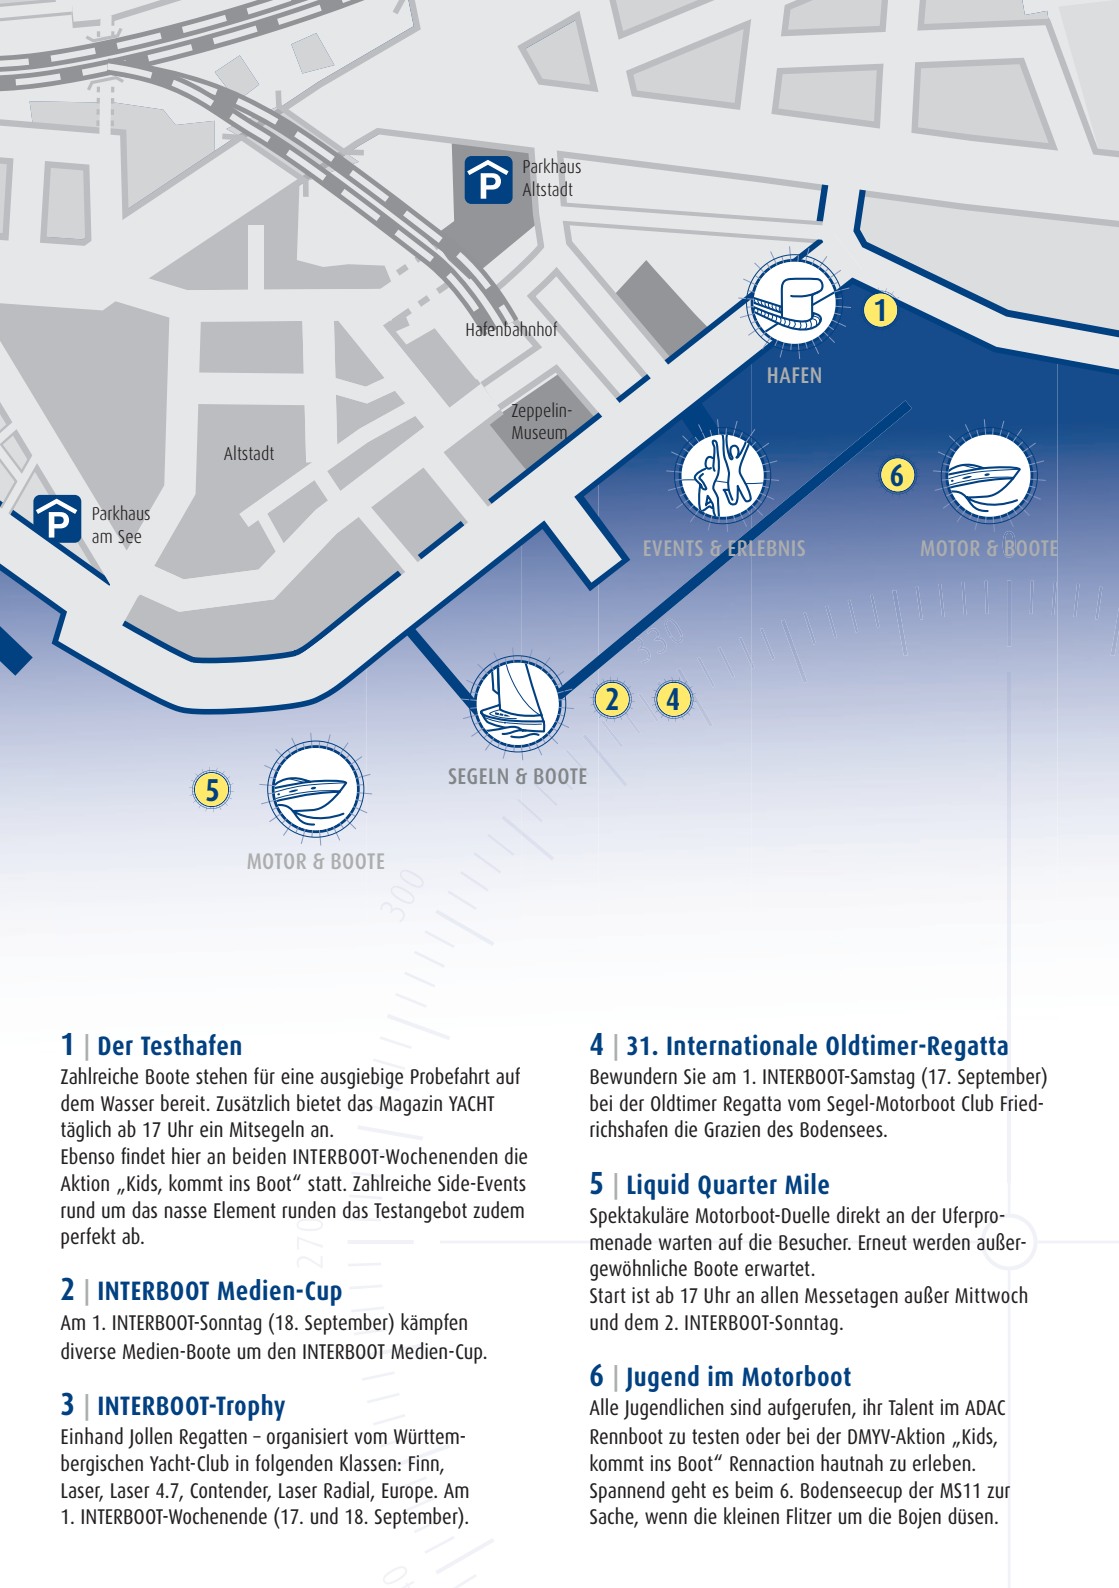 P
Parkhaus
Altstadt
1
Hafenbahnhof
HAFEN
Zeppelin-
Museum
Altstadt
6
P
Parkhaus
am See
EVENTS & ERLEBNIS
MOTOR & BOOTE
0
330
2
4
SEGELN & BOOTE
5
MOTOR & BOOTE
300
270
1 | Der Testhafen
Zahlreiche Boote stehen für eine ausgiebige Probefahrt auf
dem Wasser bereit. Zusätzlich bietet das Magazin YACHT
täglich ab 17 Uhr ein Mitsegeln an.
Ebenso findet hier an beiden INTERBOOT-Wochenenden die
Aktion „Kids, kommt ins Boot“ statt. Zahlreiche Side-Events
rund um das nasse Element runden das Testangebot zudem
perfekt ab.
2 | INTERBOOT Medien-Cup
Am 1. INTERBOOT-Sonntag (18. September) kämpfen
diverse Medien-Boote um den INTERBOOT Medien-Cup.
3 | INTERBOOT-Trophy
Einhand Jollen Regatten – organisiert vom Württem-
bergischen Yacht-Club in folgenden Klassen: Finn,
Laser, Laser 4.7, Contender, Laser Radial, Europe. Am
1. INTERBOOT-Wochenende (17. und 18. September).
4 | 31. Internationale Oldtimer-Regatta
Bewundern Sie am 1. INTERBOOT-Samstag (17. September)
bei der Oldtimer Regatta vom Segel-Motorboot Club Fried-
richshafen die Grazien des Bodensees.
5 | Liquid Quarter Mile
Spektakuläre Motorboot-Duelle direkt an der Uferpro-
menade warten auf die Besucher. Erneut werden außer-
gewöhnliche Boote erwartet.
Start ist ab 17 Uhr an allen Messetagen außer Mittwoch
und dem 2. INTERBOOT-Sonntag.
6 | Jugend im Motorboot
Alle Jugendlichen sind aufgerufen, ihr Talent im ADAC
Rennboot zu testen oder bei der DMYV-Aktion „Kids,
kommt ins Boot“ Rennaction hautnah zu erleben.
Spannend geht es beim 6. Bodenseecup der MS11 zur
Sache, wenn die kleinen Flitzer um die Bojen düsen.